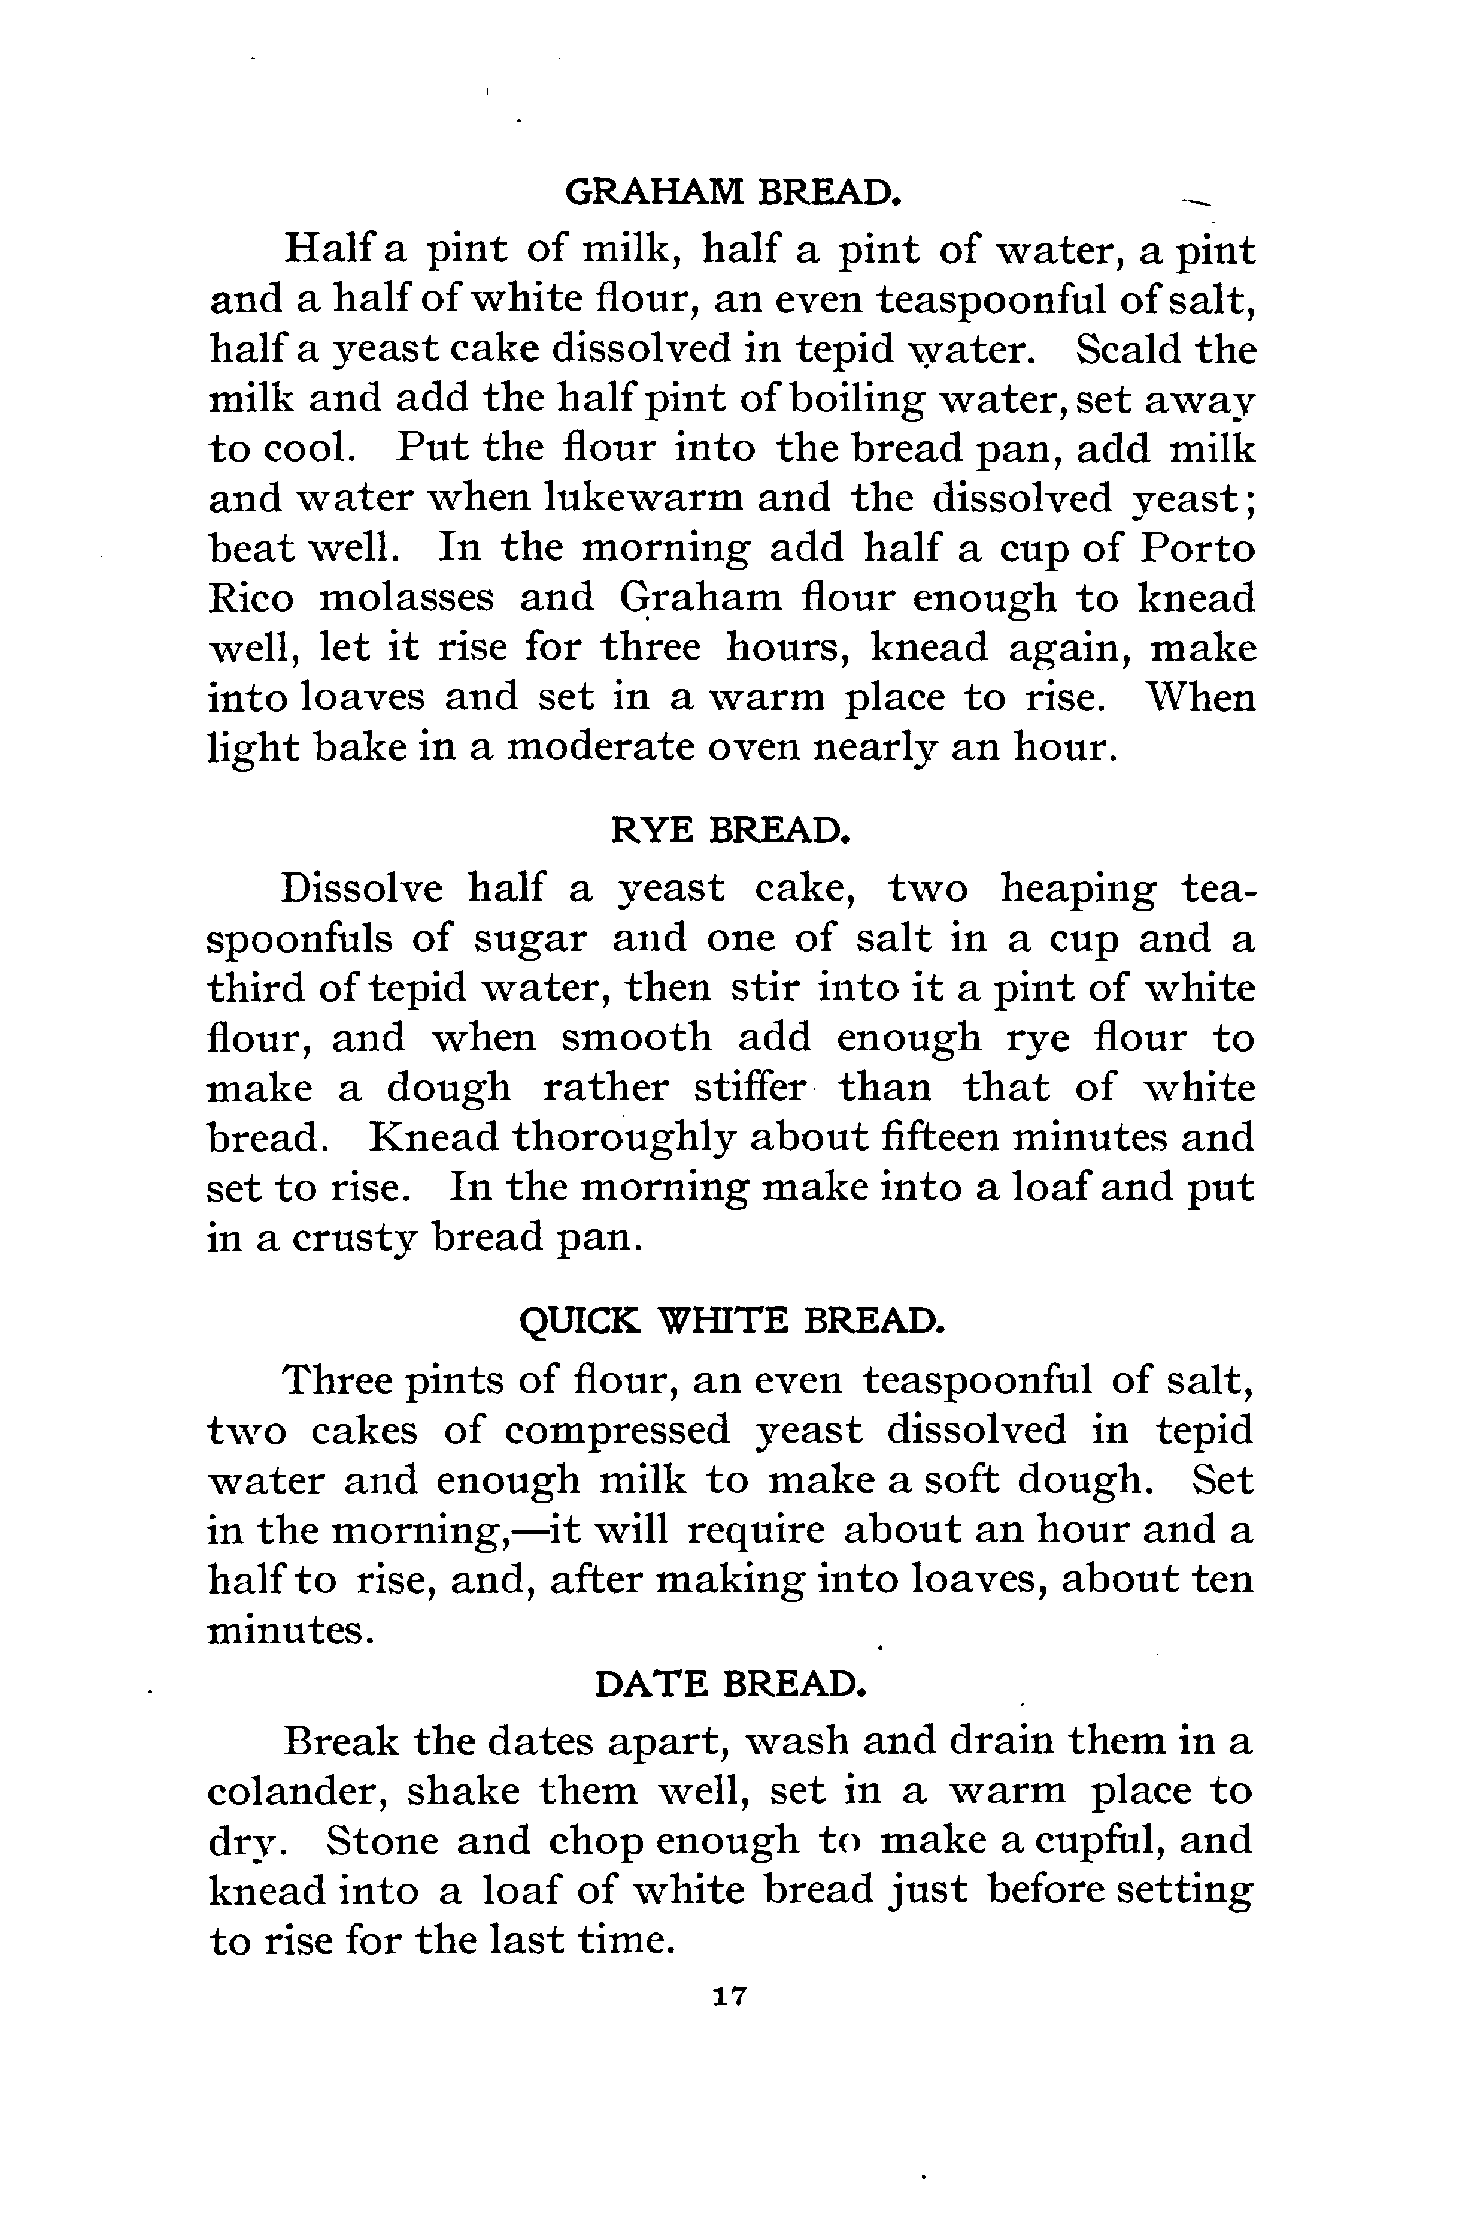 GRAHAM BREAD.
Half a pint of milk, half a pint of water, a pint
and a half of white flour, an even teaspoonful of salt,
half a yeast cake dissolved in tepid water. Scald the
milk and add the half pint of boiling water, set away
to cool. Put the flour into the bread pan, add milk
and water when lukewarm and the dissolved yeast;
beat well. In the morning add half a cup of Porto
Rico molasses and Graham flour enough to knead
well, let it rise for three hours, knead again, make
into loaves and set in a warm place to rise. When
light bake in a moderate oven nearly an hour.
RYE BREAD.
Dissolve half a yeast cake, two heaping tea-
spoonfuls of sugar and one of salt in a cup and a
third of tepid water, then stir into it a pint of white
flour, and when smooth add enough rye flour to
make a dough rather stiffer than that of white
bread. Knead thoroughly about fifteen minutes and
set to rise. In the morning make into a loaf and put
in a crusty bread pan.
QUICK WHITE BREAD.
Three pints of flour, an even teaspoonful of salt,
two cakes of compressed yeast dissolved in tepid
water and enough milk to make a soft dough. Set
in the morning,—it will require about an hour and a
half to rise, and, after making into loaves, about ten
minutes.
DATE BREAD.
Break the dates apart, wash and drain them in a
colander, shake them well, set in a warm place to
dry. Stone and chop enough to make a cupful, and
knead into a loaf of white bread just before setting
to rise for the last time.
17